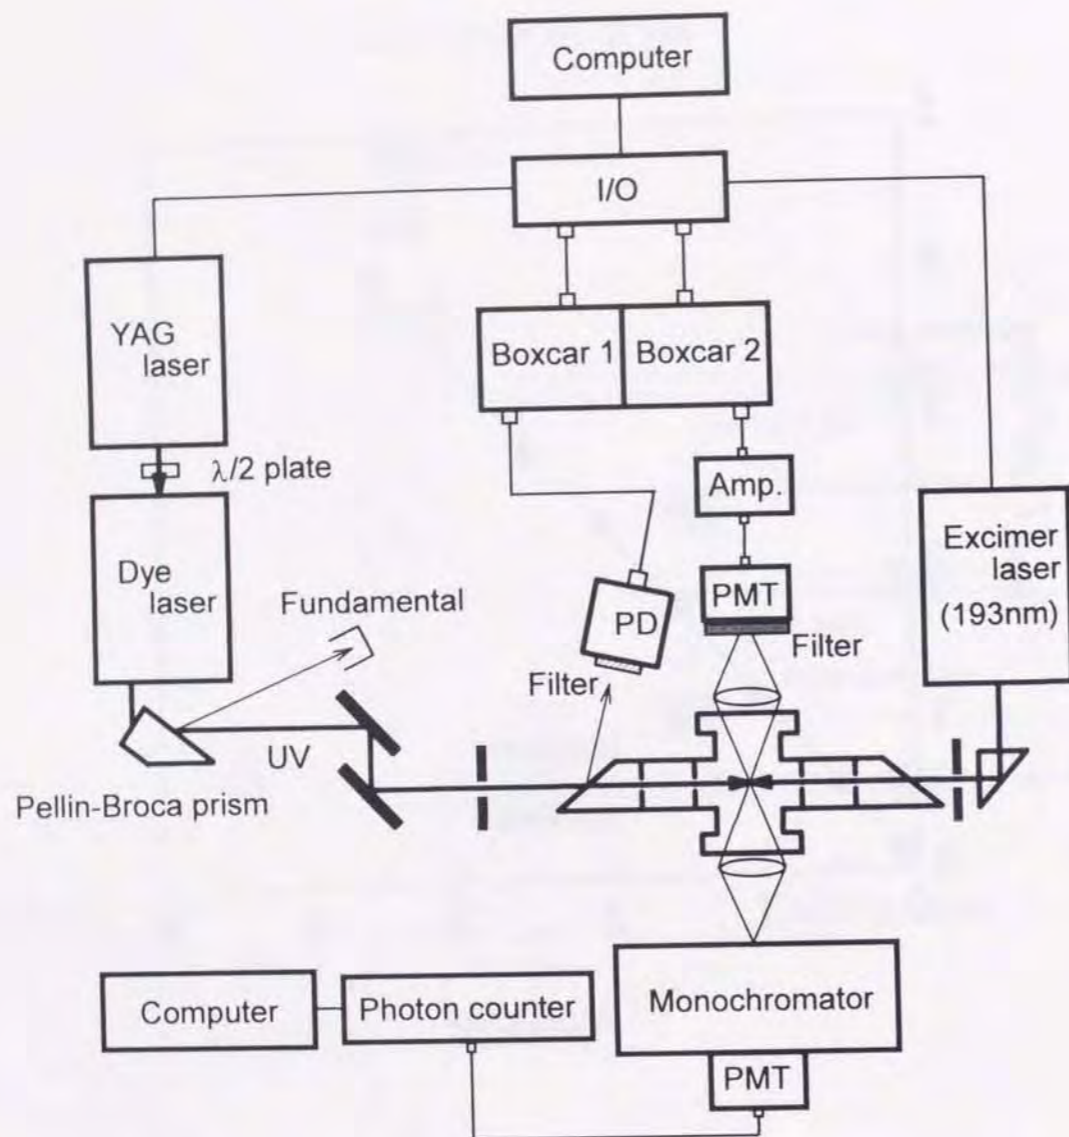 Computer
I/O
YAG
laser
Boxcar 1
Boxcar 2
λ/2 plate
Amp.
Dye
laser
Excimer
laser
(193nm)
Fundamental
PD
PMT
Filter
Filter
UV
Pellin-Broca prism
Computer
Photon counter
Monochromator
PMT